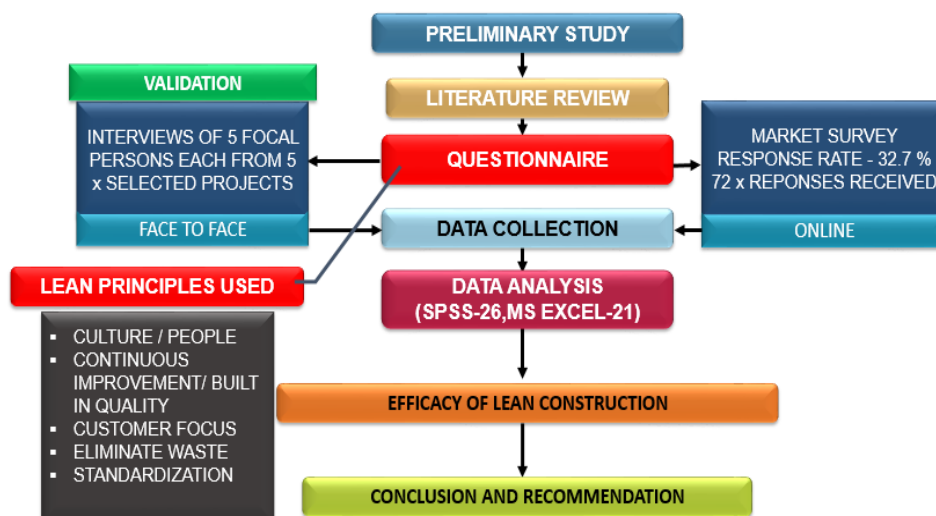 PRELIMINARY STUDY
LITERATURE REVIEW
VALIDATION
INTERVIEWS OF 5 FOCAL
PERSONS EACH FROM 5
x SELECTED PROJECTS
FACE TO FACE
QUESTIONNAIRE
MARKET SURVEY
RESPONSE RATE - 32.7 %
72 x REPONSES RECEIVED
ONLINE
DATA COLLECTION
LEAN PRINCIPLES USED
▪ CULTURE / PEOPLE
▪ CONTINUOUS
IMPROVEMENT/ BUILT
IN QUALITY
▪ CUSTOMER FOCUS
▪ ELIMINATE WASTE
▪ STANDARDIZATION
DATA ANALYSIS
(SPSS-26,MS EXCEL-21)
EFFICACY OF LEAN CONSTRUCTION
CONCLUSION AND RECOMMENDATION